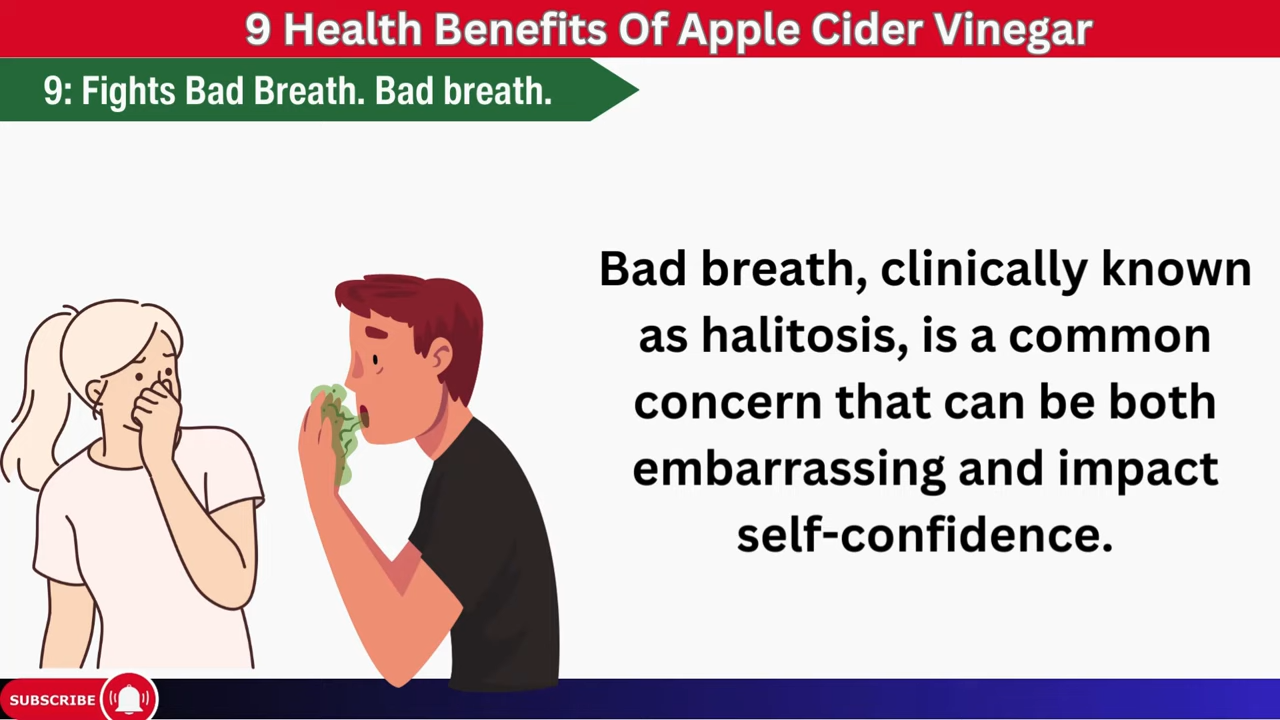 9 Health Benefits Of Apple Cider Vinegar
9: Fights Bad Breath. Bad breath.
Bad breath, clinically known
as halitosis, is a common
concern that can be both
embarrassing and impact
self-confidence.
SUBSCRIBE